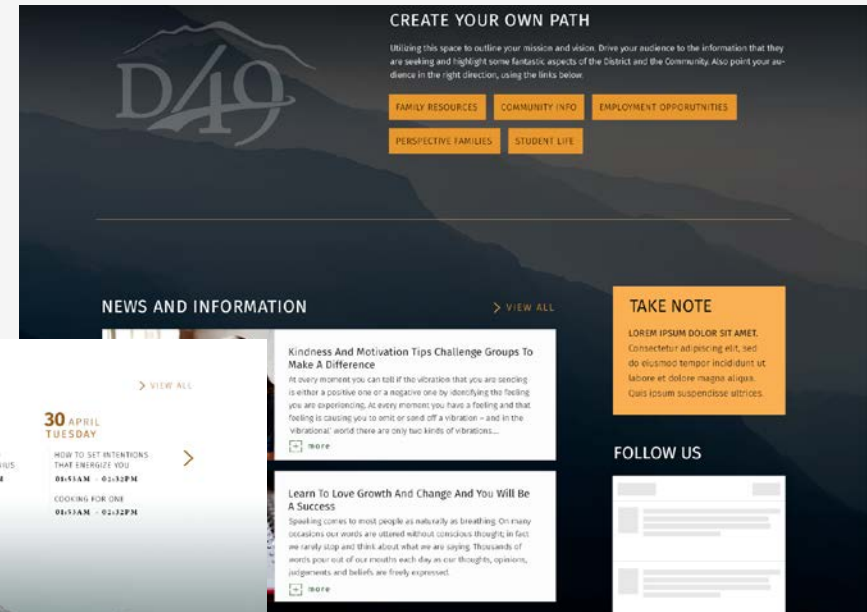 D49
CREATE YOUR OWN PATH
Utilizing this space to outline your mission and vision. Drive your audience to the information that they
are seeking and highlight some fantastic aspects of the District and the Community. Also point your au-
dience in the right direction, using the links below.
FAMILY RESOURCES
COMMUNITY INFO
EMPLOYMENT OPPORUTNITIES
PERSPECTIVE FAMILIES
STUDENT LIFE
NEWS AND INFORMATION
VIEW ALL
Kindness And Motivation Tips Challenge Groups To
Make A Difference
At every moment you can tell if the vibration that you are sending
is either a positive one or a negative one by identifying the feeling
you are experiencing. At every moment you have a feeling and that
feeling is causing you to omit or send off a vibration – and in the
'vibrational' world there are only two kinds of vibrations....
more
Learn To Love Growth And Change And You Will Be
A Success
Speaking comes to most people as naturally as breathing. On many
occasions our words are uttered without conscious thought; in fact
we rarely stop and think about what we are saying. Thousands of
words pour out of our mouths each day as our thoughts, opinions,
judgements and beliefs are freely expressed.
more
TAKE NOTE
LOREM IPSUM DOLOR SIT AMET.
Consectetur adipiscing elit, sed
do eiusmod tempor incididunt ut
labore et dolore magna aliqua.
Quis ipsum suspendisse ultrices.
FOLLOW US
VIEW ALL
30 APRIL
TUESDAY
HOW TO SET INTENTIONS
THAT ENERGIZE YOU
01:53AM - 02:32PM
COOKING FOR ONE
01:53AM - 02:32PM